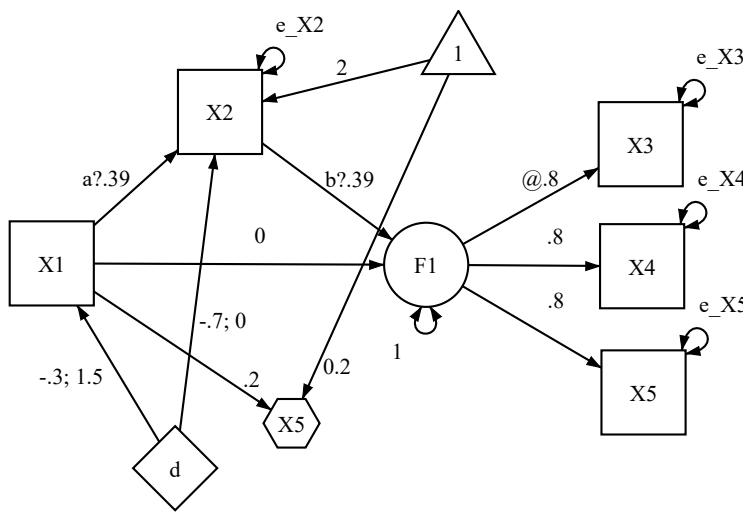 e_X2
1
2
e_X3
X2
X3
a?.39
b?.39
@.8
e_X4
0
.8
X1
F1
X4
-.7; 0
.8
e_X5
1
-.3; 1.5
.2
0.2
X5
X5
d